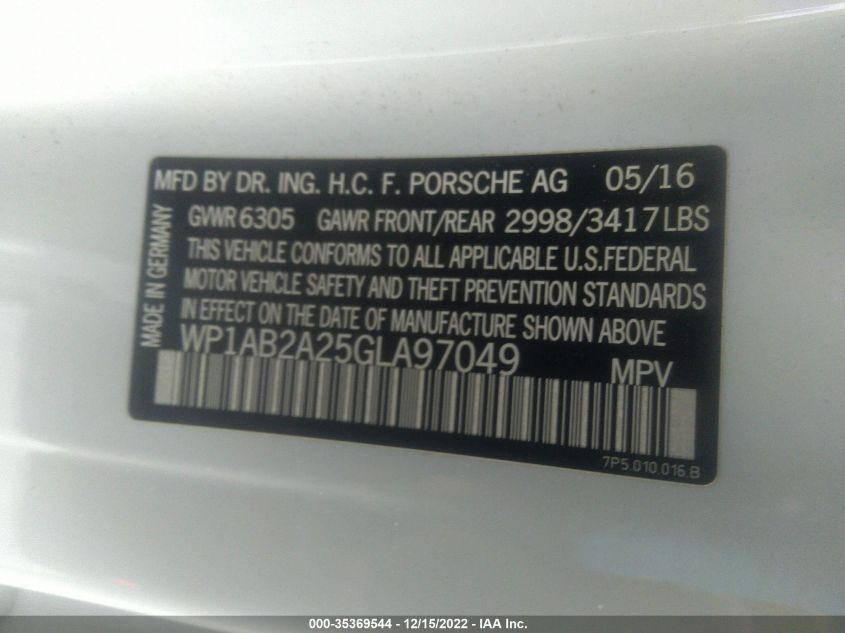 MFD BY DR. ING. H.C. F. PORSCHE AG 05/16
GVWR 6305 GAWR FRONT/REAR 2998/3417LBS
THIS VEHICLE CONFORMS TO ALL APPLICABLE U.S.FEDERAL
MOTOR VEHICLE SAFETY AND THEFT PREVENTION STANDARDS
IN EFFECT ON THE DATE OF MANUFACTURE SHOWN ABOVE
WP1AB2A25GLA97049 MPV
MADE IN GERMANY
7P5.010.016.B
000-35369544 - 12/15/2022 - IAA Inc.